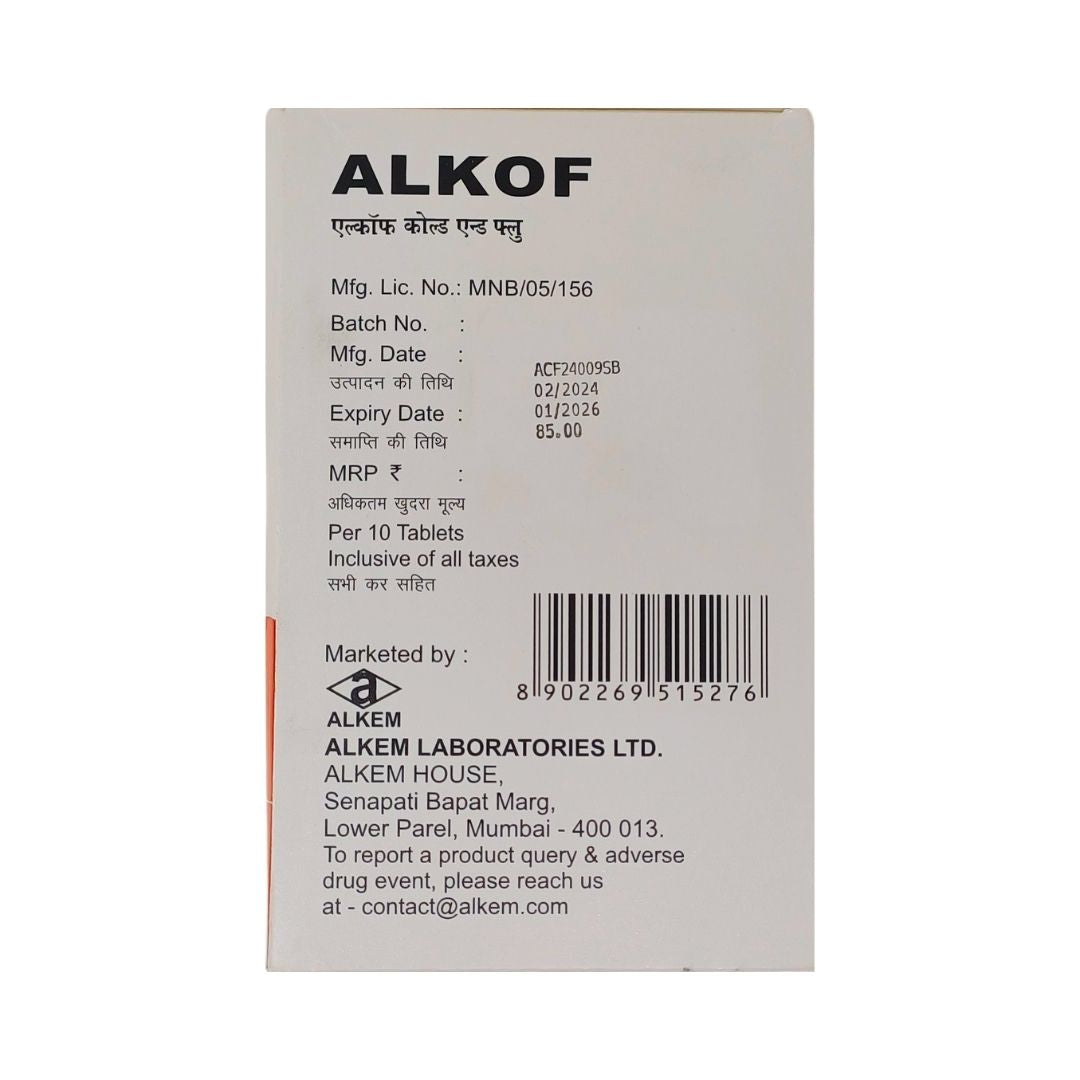 ALKOF
एल्कॉफ कोल्ड एन्ड फ्लु
Mfg. Lic. No.: MNB/05/156
Batch No. :
Mfg. Date :
उत्पादन की तिथि
Expiry Date :
समाप्ति की तिथि
MRP ₹ :
अधिकतम खुदरा मूल्य
Per 10 Tablets
Inclusive of all taxes
सभी कर सहित
ACF24009SB
02/2024
01/2026
85.00
8 902269 515276
Marketed by :
a
ALKEM
ALKEM LABORATORIES LTD.
ALKEM HOUSE,
Senapati Bapat Marg,
Lower Parel, Mumbai - 400 013.
To report a product query & adverse
drug event, please reach us
at - contact@alkem.com